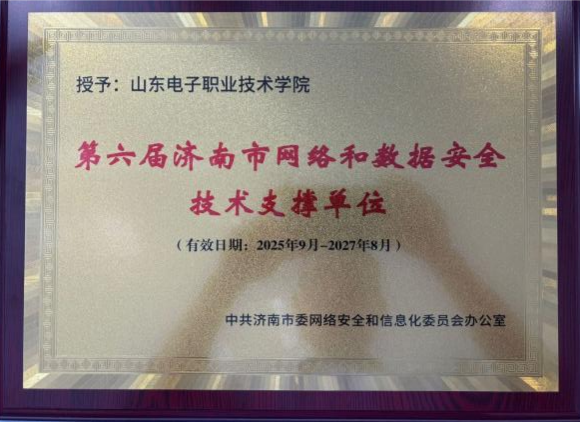 授予：山东电子职业技术学院
第六届济南市网络和数据安全
技术支撑单位
（有效日期：2025年9月-2027年8月）
中共济南市委网络安全和信息化委员会办公室